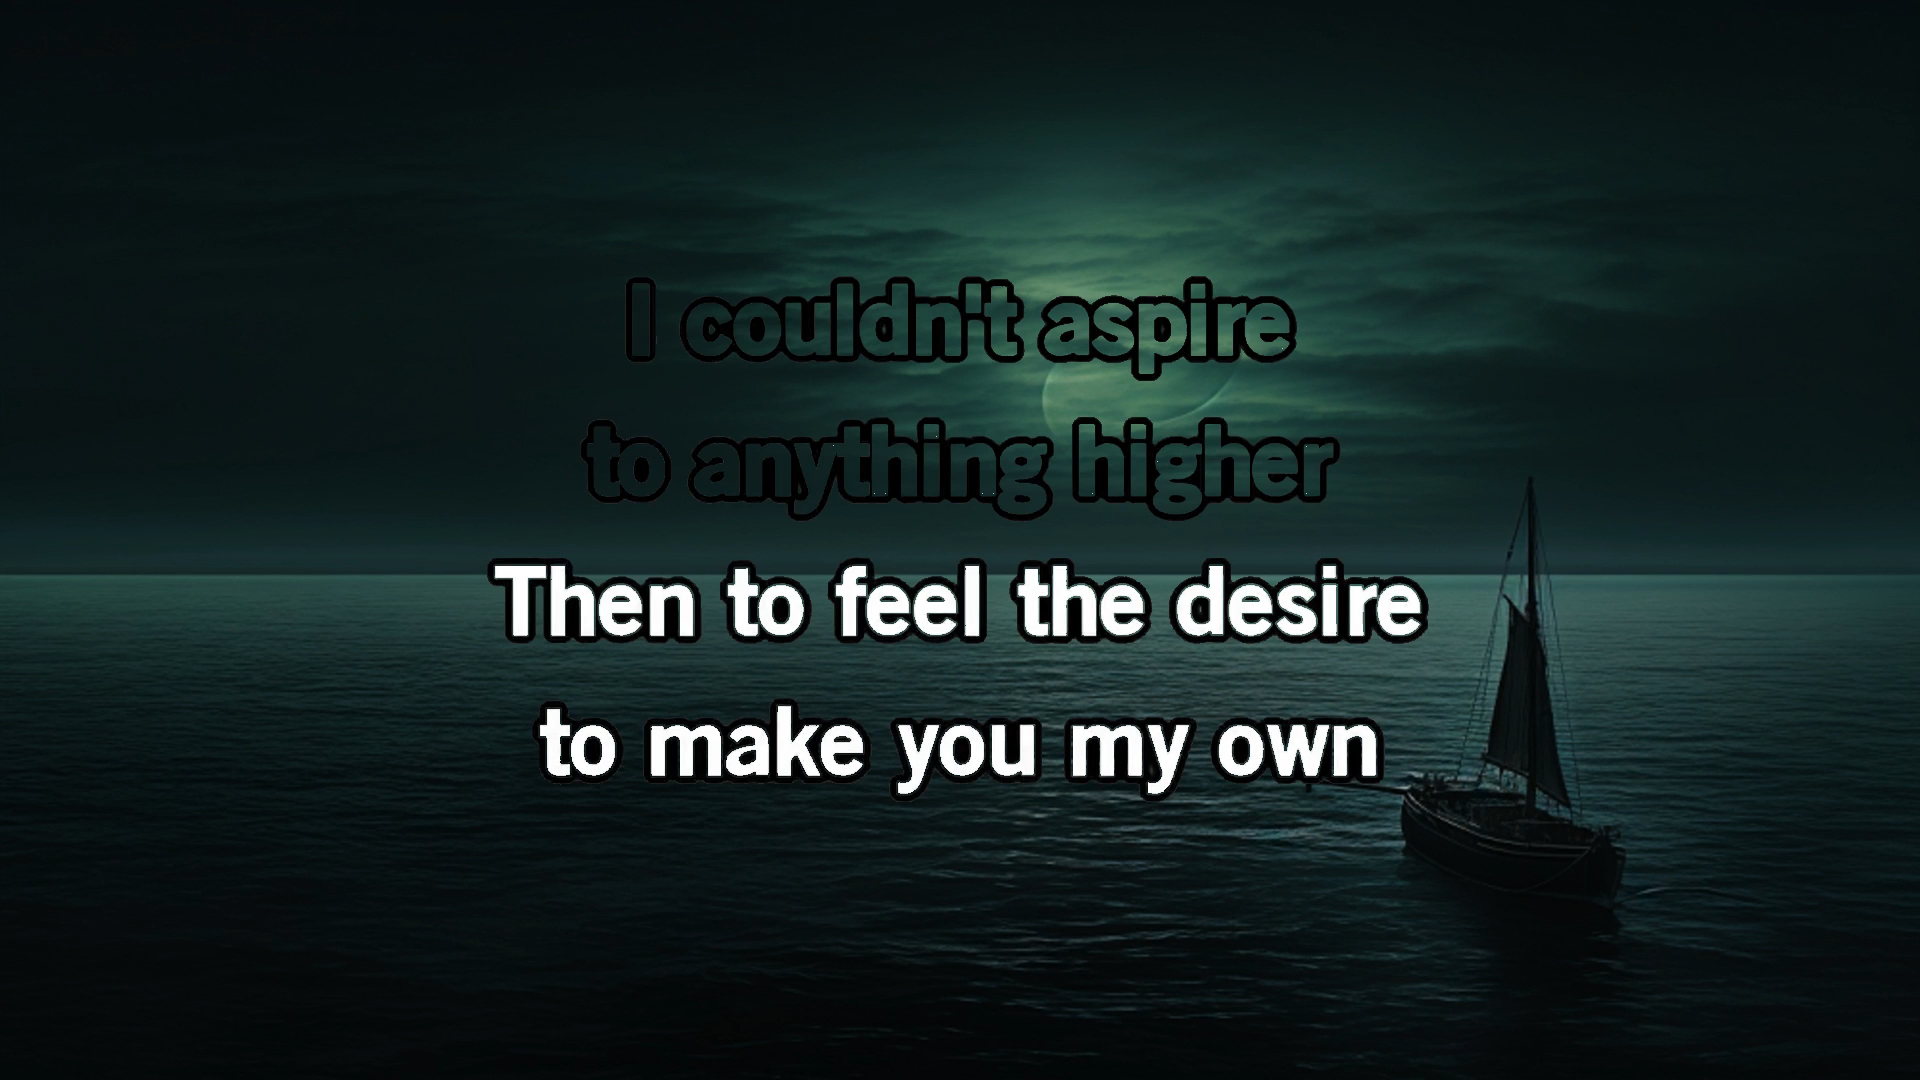 I couldn't aspire
to anything higher
Then to feel the desire
to make you my own